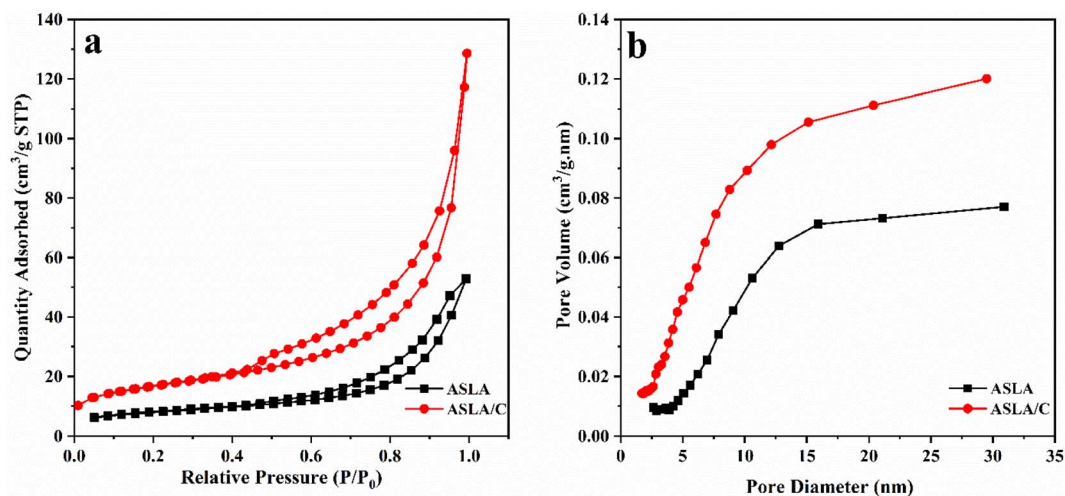 a
Quantity Adsorbed (cm³/g STP)
140
120
100
80
60
40
20
0
0.0 0.2 0.4 0.6 0.8 1.0
Relative Pressure (P/P₀)
ASLA
ASLA/C
b
Pore Volume (cm³/g.nm)
0.14
0.12
0.10
0.08
0.06
0.04
0.02
0.00
0 5 10 15 20 25 30 35
Pore Diameter (nm)
ASLA
ASLA/C